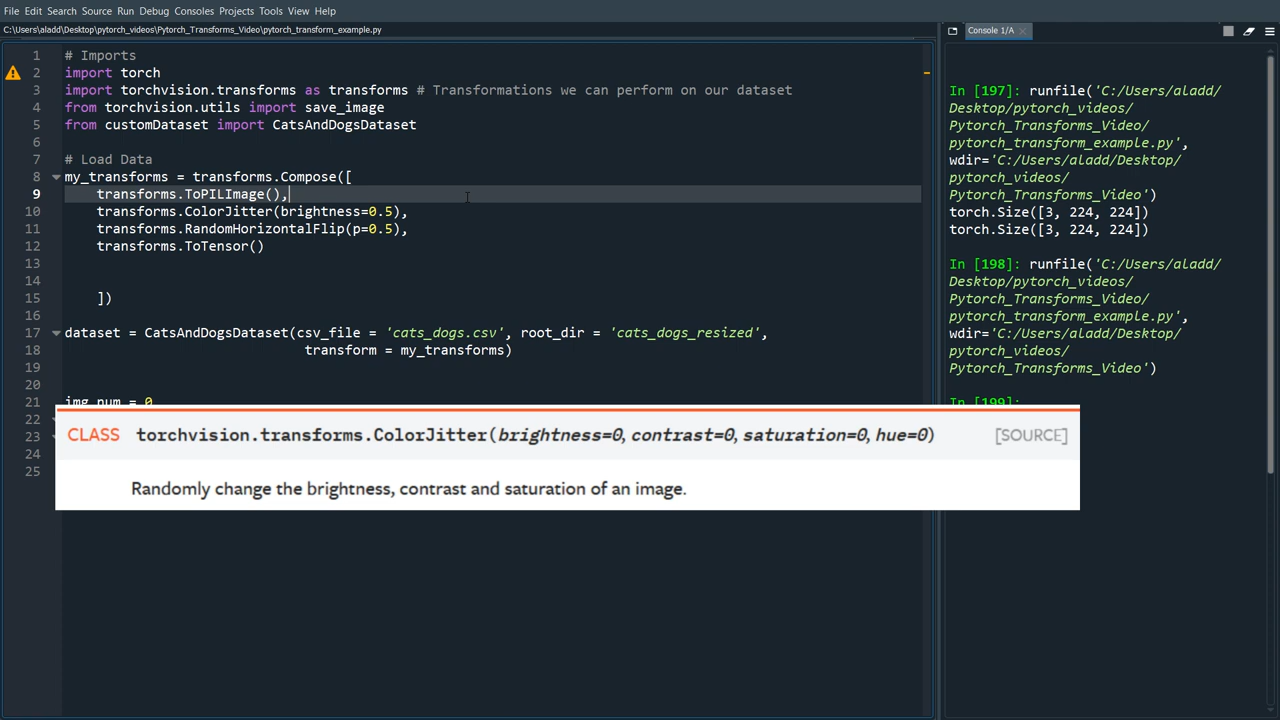 File Edit Search Source Run Debug Consoles Projects Tools View Help
C:\Users\aladd\Desktop\pytorch_videos\Pytorch_Transforms_Video\pytorch_transform_example.py
1 # Imports
2 import torch
3 import torchvision.transforms as transforms # Transformations we can perform on our dataset
4 from torchvision.utils import save_image
5 from customDataset import CatsAndDogsDataset
6
7 # Load Data
8 my_transforms = transforms.Compose([
9 transforms.ToPILImage(),
10 transforms.ColorJitter(brightness=0.5),
11 transforms.RandomHorizontalFlip(p=0.5),
12 transforms.ToTensor()
13
14
15 ])
16
17 dataset = CatsAndDogsDataset(csv_file = 'cats_dogs.csv', root_dir = 'cats_dogs_resized',
18 transform = my_transforms)
19
20
21 img_num = 0
22
23
24
25
CLASS torchvision.transforms.ColorJitter(brightness=0, contrast=0, saturation=0, hue=0) [SOURCE]
Randomly change the brightness, contrast and saturation of an image.
Console 1/A
In [197]: runfile('C:/Users/aladd/
Desktop/pytorch_videos/
Pytorch_Transforms_Video/
pytorch_transform_example.py',
wdir='C:/Users/aladd/Desktop/
pytorch_videos/
Pytorch_Transforms_Video')
torch.Size([3, 224, 224])
torch.Size([3, 224, 224])
In [198]: runfile('C:/Users/aladd/
Desktop/pytorch_videos/
Pytorch_Transforms_Video/
pytorch_transform_example.py',
wdir='C:/Users/aladd/Desktop/
pytorch_videos/
Pytorch_Transforms_Video')
In [199]: